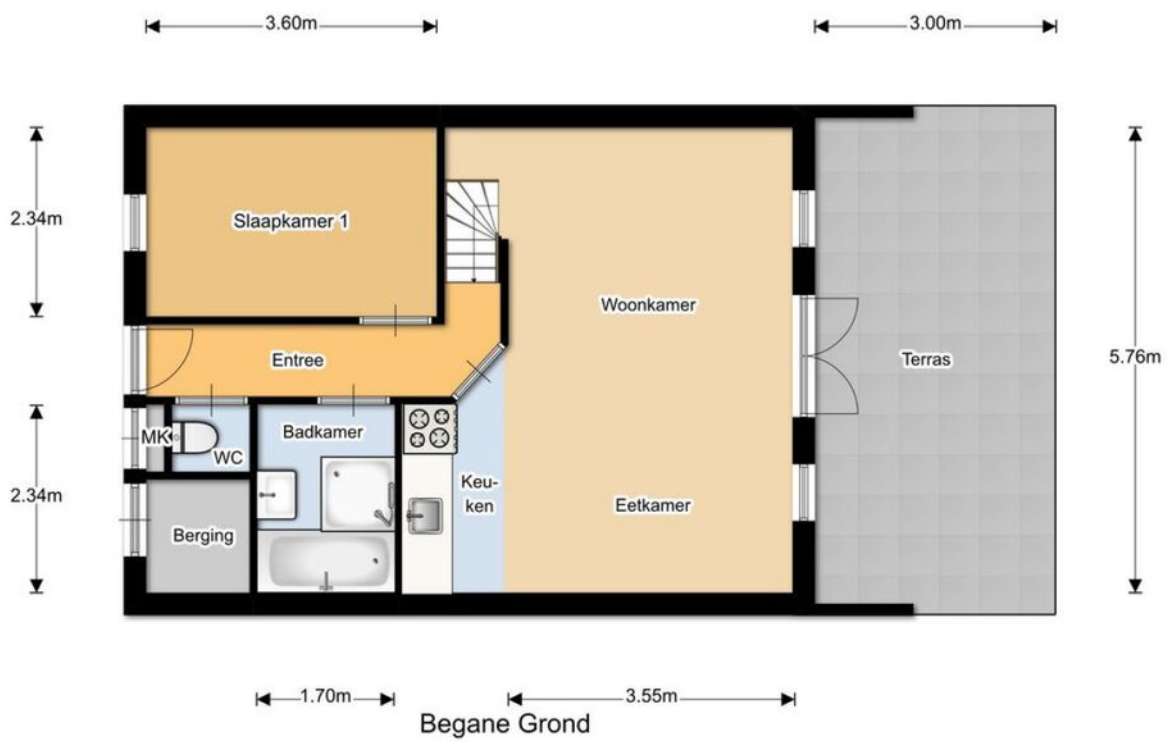 3.60m
3.00m
2.34m
Slaapkamer 1
Woonkamer
Entree
Terras
5.76m
MK
WC
Badkamer
2.34m
Keu-
ken
Eetkamer
Berging
1.70m
3.55m
Begane Grond